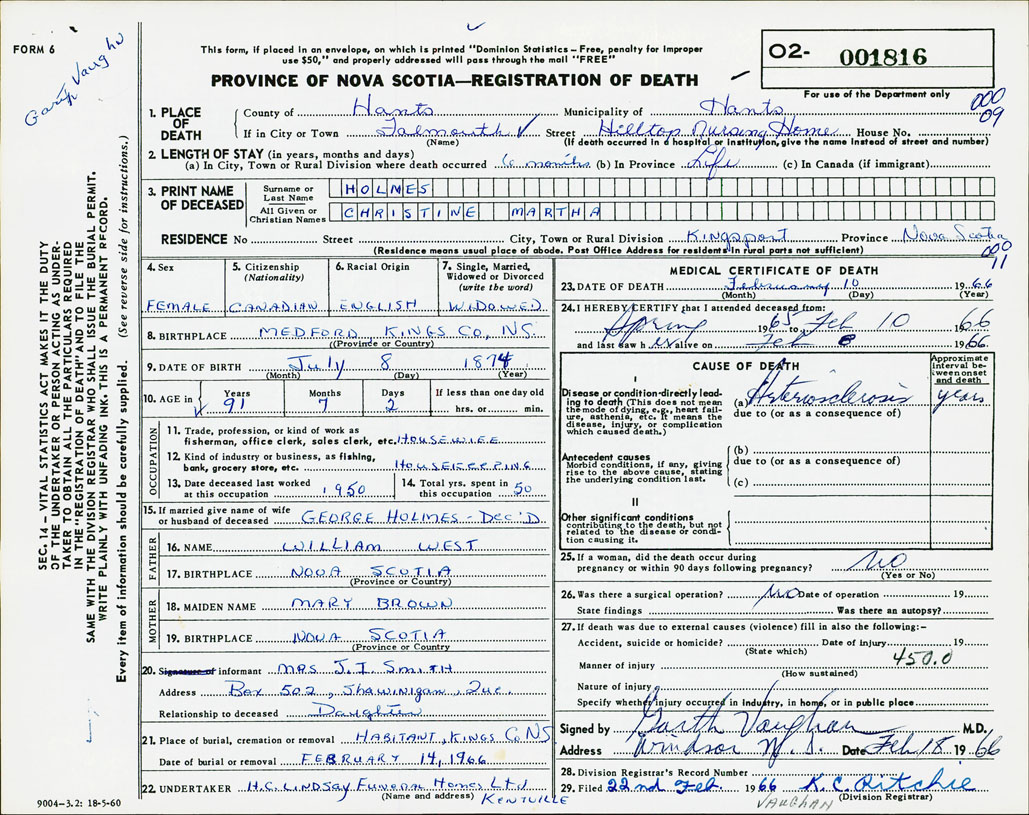 FORM 6
Garth Vaughn
This form, if placed in an envelope, on which is printed "Dominion Statistics – Free, penalty for improper
use $50," and properly addressed will pass through the mail "FREE"
PROVINCE OF NOVA SCOTIA—REGISTRATION OF DEATH
O2- 001816
For use of the Department only
000
09
1. PLACE OF DEATH
County of Hants Municipality of Hants
If in City or Town Falmouth Street Hilltop Nursing Home House No.
(Name) (If death occurred in a hospital or institution, give the name instead of street and number)
2. LENGTH OF STAY (in years, months and days)
(a) In City, Town or Rural Division where death occurred 6 months (b) In Province Life (c) In Canada (if immigrant)
3. PRINT NAME OF DECEASED
Surname or Last Name HOLMES
All Given or Christian Names CHRISTINE MARTHA
RESIDENCE No Street City, Town or Rural Division Kingsport Province Nova Scotia
(Residence means usual place of abode. Post Office Address for residents in rural parts not sufficient)
000
11
4. Sex FEMALE
5. Citizenship (Nationality) CANADIAN
6. Racial Origin ENGLISH
7. Single, Married, Widowed or Divorced (write the word) WIDOWED
8. BIRTHPLACE MEDFORD, KINGS CO, NS.
(Province or Country)
9. DATE OF BIRTH July 8 1874
(Month) (Day) (Year)
10. AGE in Years 91 Months 7 Days 2 If less than one day old hrs. or min.
OCCUPATION
11. Trade, profession, or kind of work as
fisherman, office clerk, sales clerk, etc. HOUSEWIFE
12. Kind of industry or business, as fishing,
bank, grocery store, etc. HOUSEKEEPING
13. Date deceased last worked at this occupation 1950
14. Total yrs. spent in this occupation 50
15. If married give name of wife
or husband of deceased GEORGE HOLMES - DEC'D
FATHER
16. NAME WILLIAM WEST
17. BIRTHPLACE NOVA SCOTIA
(Province or Country)
MOTHER
18. MAIDEN NAME MARY BROWN
19. BIRTHPLACE NOVA SCOTIA
(Province or Country)
20. Signature of informant MRS J. I. SMITH
Address Box 502, Shawinigan, Que.
Relationship to deceased Daughter
21. Place of burial, cremation or removal HABITANT, KINGS Co NS
Date of burial or removal FEBRUARY 14, 1966
22. UNDERTAKER H.C. LINDSAY FUNERAL HOMES LTD
(Name and address) KENTVILLE
MEDICAL CERTIFICATE OF DEATH
23. DATE OF DEATH February 10 1966
(Month) (Day) (Year)
24. I HEREBY CERTIFY that I attended deceased from:
Spring 1965 to Feb 10 1966
and last saw her alive on Feb 8 1966.
CAUSE OF DEATH
Approximate interval between onset and death
I
Disease or condition directly leading to death (This does not mean the mode of dying, e.g., heart failure, asthenia, etc. It means the disease, injury, or complication which caused death.)
(a) Arteriosclerosis years
due to (or as a consequence of)
Antecedent causes
Morbid conditions, if any, giving rise to the above cause, stating the underlying condition last.
(b)
due to (or as a consequence of)
(c)
II
Other significant conditions
contributing to the death, but not related to the disease or condition causing it.
25. If a woman, did the death occur during
pregnancy or within 90 days following pregnancy? NO
(Yes or No)
26. Was there a surgical operation? NO Date of operation 19
State findings Was there an autopsy?
27. If death was due to external causes (violence) fill in also the following:–
Accident, suicide or homicide? Date of injury 19
(State which)
450.0
Manner of injury
(How sustained)
Nature of injury
Specify whether injury occurred in industry, in home, or in public place
Signed by Garth Vaughan M.D.
Address Windsor N.S. Date Feb 18 1966
28. Division Registrar's Record Number
29. Filed 22nd Feb. 1966 K.C. Ritchie
VAUGHAN (Division Registrar)
SEC. 14 – VITAL STATISTICS ACT MAKES IT THE DUTY
OF THE UNDERTAKER OR PERSON ACTING AS UNDERTAKER TO OBTAIN ALL THE PARTICULARS REQUIRED
IN THE "REGISTRATION OF DEATH" AND TO FILE THE
SAME WITH THE DIVISION REGISTRAR WHO SHALL ISSUE THE BURIAL PERMIT.
WRITE PLAINLY WITH UNFADING INK. THIS IS A PERMANENT RECORD.
Every item of information should be carefully supplied. (See reverse side for instructions.)
9004-3.2: 18-5-60